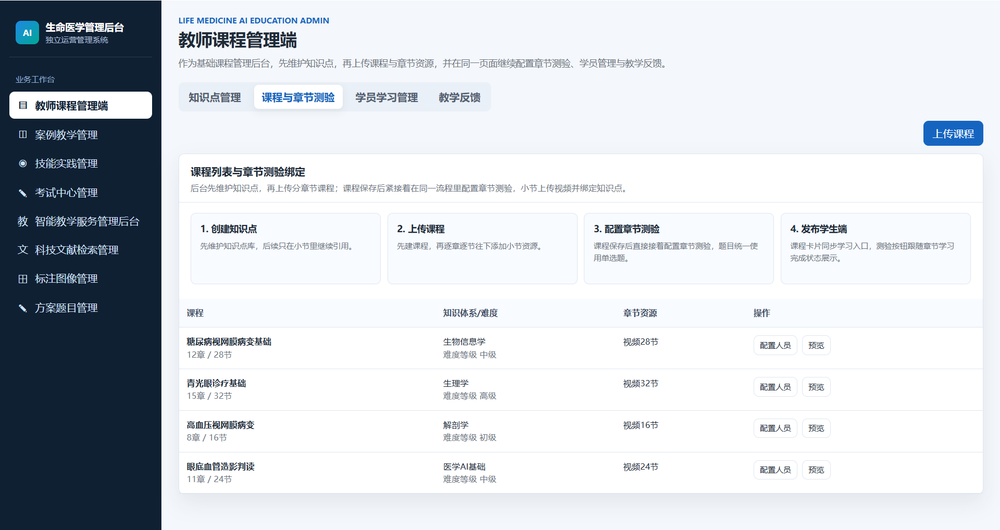 AI
生命医学管理后台
独立运营管理系统
业务工作台
教师课程管理端
案例教学管理
技能实践管理
考试中心管理
教 智能教学服务管理后台
文 科技文献检索管理
标注图像管理
方案题目管理
LIFE MEDICINE AI EDUCATION ADMIN
教师课程管理端
作为基础课程管理后台，先维护知识点，再上传课程与章节资源，并在同一页面继续配置章节测验、学员管理与教学反馈。
知识点管理 课程与章节测验 学员学习管理 教学反馈
上传课程
课程列表与章节测验绑定
后台先维护知识点，再上传分章节课程；课程保存后紧接着在同一流程里配置章节测验，小节上传视频并绑定知识点。
1. 创建知识点
先维护知识点库，后续只在小节里继续引用。
2. 上传课程
先建课程，再逐章逐节往下添加小节资源。
3. 配置章节测验
课程保存后直接接着配置章节测验，题目统一使
用单选题。
4. 发布学生端
课程卡片同步学习入口，测验按钮跟随章节学习
完成状态展示。
课程 知识体系/难度 章节资源 操作
糖尿病视网膜病变基础 生物信息学 视频28节 配置人员 预览
12章 / 28节 难度等级 中级
青光眼诊疗基础 生理学 视频32节 配置人员 预览
15章 / 32节 难度等级 高级
高血压视网膜病变 解剖学 视频16节 配置人员 预览
8章 / 16节 难度等级 初级
眼底血管造影判读 医学AI基础 视频24节 配置人员 预览
11章 / 24节 难度等级 中级